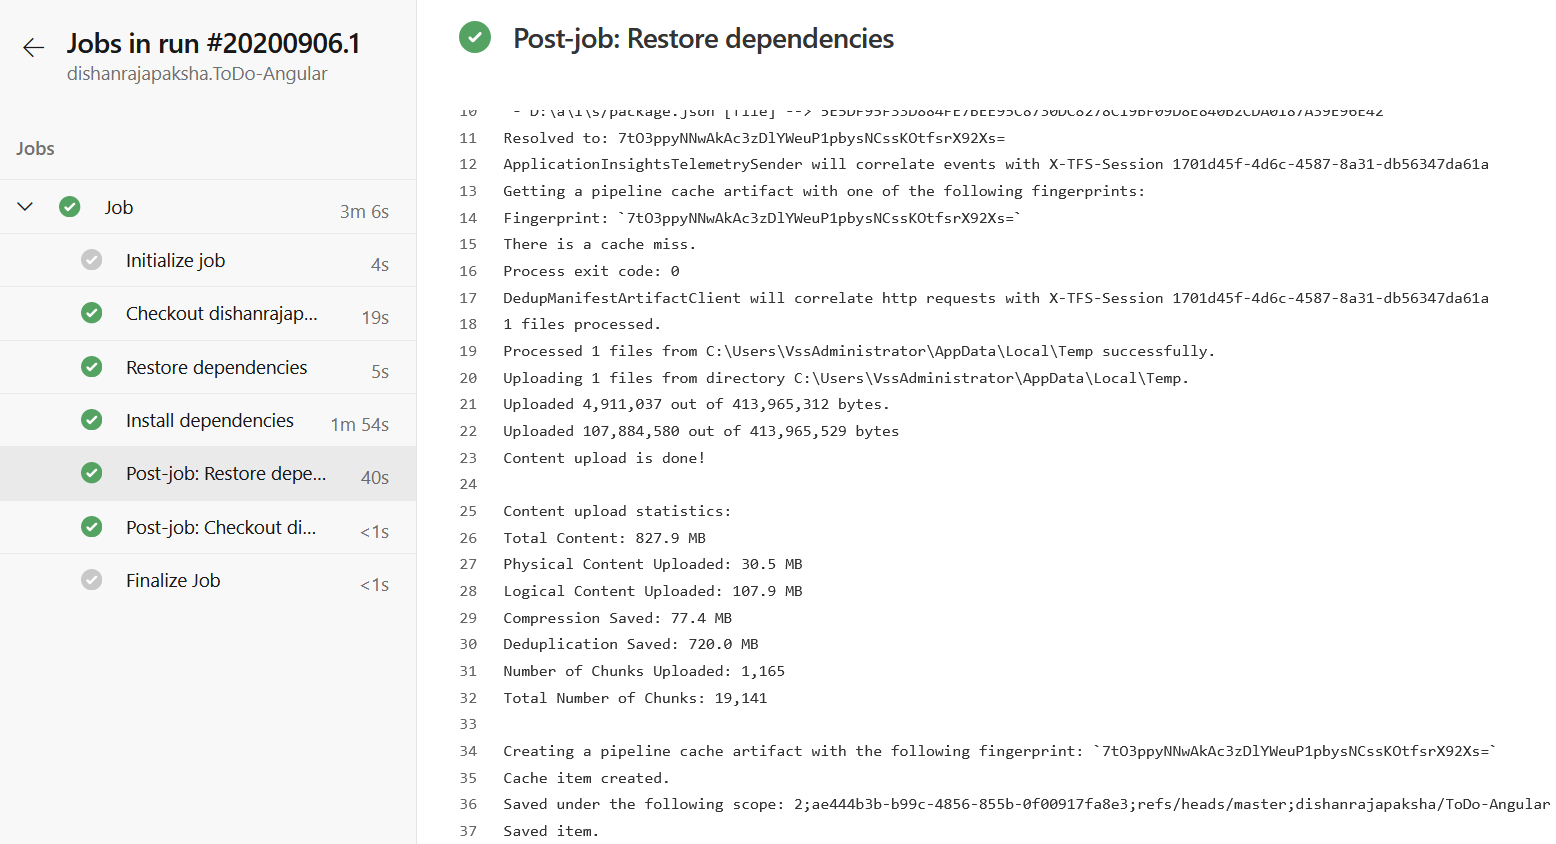 Jobs in run #20200906.1
dishanrajapaksha.ToDo-Angular
Jobs
Job 3m 6s
Initialize job 4s
Checkout dishanrajap... 19s
Restore dependencies 5s
Install dependencies 1m 54s
Post-job: Restore depe... 40s
Post-job: Checkout di... <1s
Finalize Job <1s
Post-job: Restore dependencies
10 - D:\a\1\s/package.json [file] -->
11 Resolved to: 7tO3ppyNNwAkAc3zDlYWeuP1pbysNCssKOtfsrX92Xs=
12 ApplicationInsightsTelemetrySender will correlate events with X-TFS-Session 1701d45f-4d6c-4587-8a31-db56347da61a
13 Getting a pipeline cache artifact with one of the following fingerprints:
14 Fingerprint: `7tO3ppyNNwAkAc3zDlYWeuP1pbysNCssKOtfsrX92Xs=`
15 There is a cache miss.
16 Process exit code: 0
17 DedupManifestArtifactClient will correlate http requests with X-TFS-Session 1701d45f-4d6c-4587-8a31-db56347da61a
18 1 files processed.
19 Processed 1 files from C:\Users\VssAdministrator\AppData\Local\Temp successfully.
20 Uploading 1 files from directory C:\Users\VssAdministrator\AppData\Local\Temp.
21 Uploaded 4,911,037 out of 413,965,312 bytes.
22 Uploaded 107,884,580 out of 413,965,529 bytes
23 Content upload is done!
24
25 Content upload statistics:
26 Total Content: 827.9 MB
27 Physical Content Uploaded: 30.5 MB
28 Logical Content Uploaded: 107.9 MB
29 Compression Saved: 77.4 MB
30 Deduplication Saved: 720.0 MB
31 Number of Chunks Uploaded: 1,165
32 Total Number of Chunks: 19,141
33
34 Creating a pipeline cache artifact with the following fingerprint: `7tO3ppyNNwAkAc3zDlYWeuP1pbysNCssKOtfsrX92Xs=`
35 Cache item created.
36 Saved under the following scope: 2;ae444b3b-b99c-4856-855b-0f00917fa8e3;refs/heads/master;dishanrajapaksha/ToDo-Angular
37 Saved item.